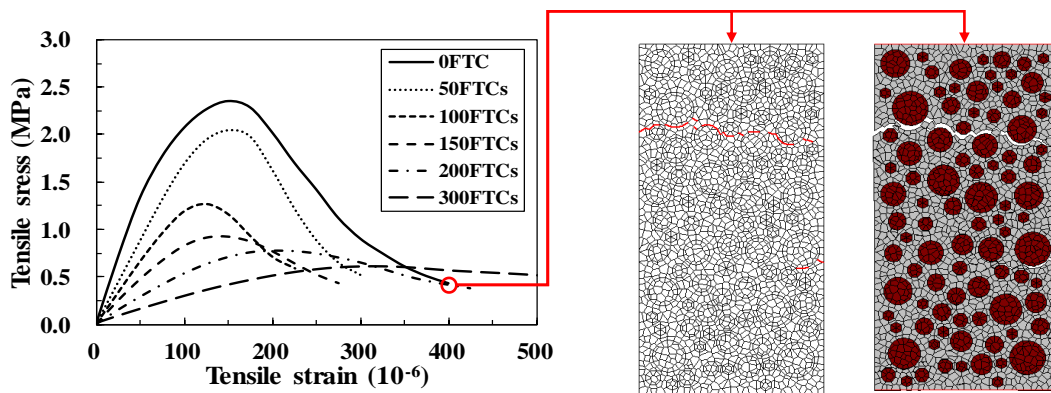 3.0
2.5
2.0
1.5
1.0
0.5
0.0
Tensile sress (MPa)
0FTC
50FTCs
100FTCs
150FTCs
200FTCs
300FTCs
0 100 200 300 400 500
Tensile strain (10-6)